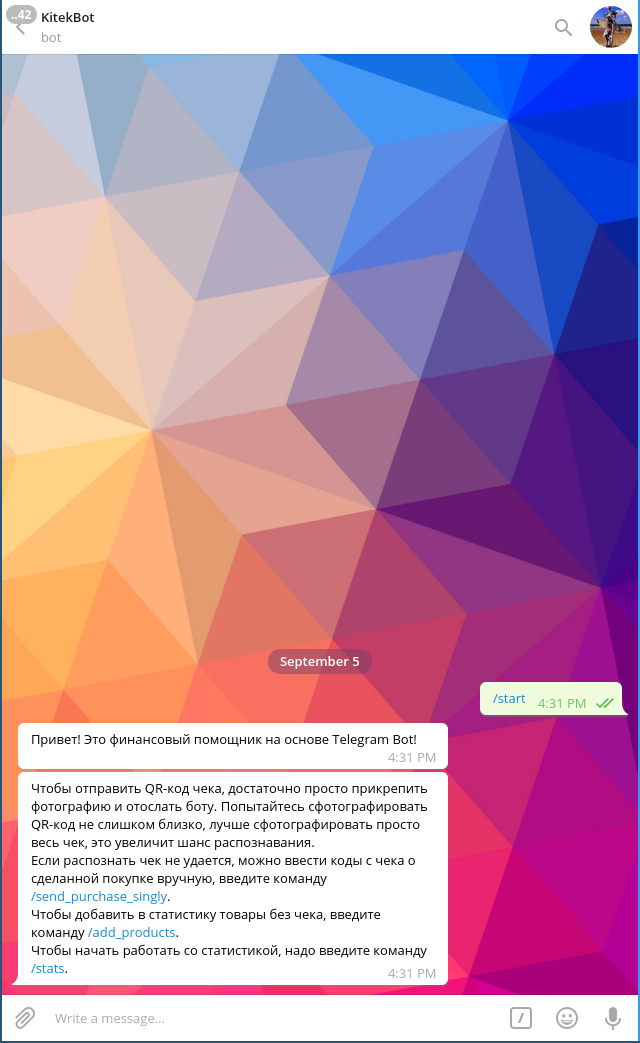 ..42
KitekBot
bot
September 5
/start 4:31 PM
Привет! Это финансовый помощник на основе Telegram Bot!
4:31 PM
Чтобы отправить QR-код чека, достаточно просто прикрепить
фотографию и отослать боту. Попытайтесь сфотографировать
QR-код не слишком близко, лучше сфотографировать просто
весь чек, это увеличит шанс распознавания.
Если распознать чек не удается, можно ввести коды с чека о
сделанной покупке вручную, введите команду
/send_purchase_singly.
Чтобы добавить в статистику товары без чека, введите
команду /add_products.
Чтобы начать работать со статистикой, надо введите команду
/stats. 4:31 PM
Write a message...